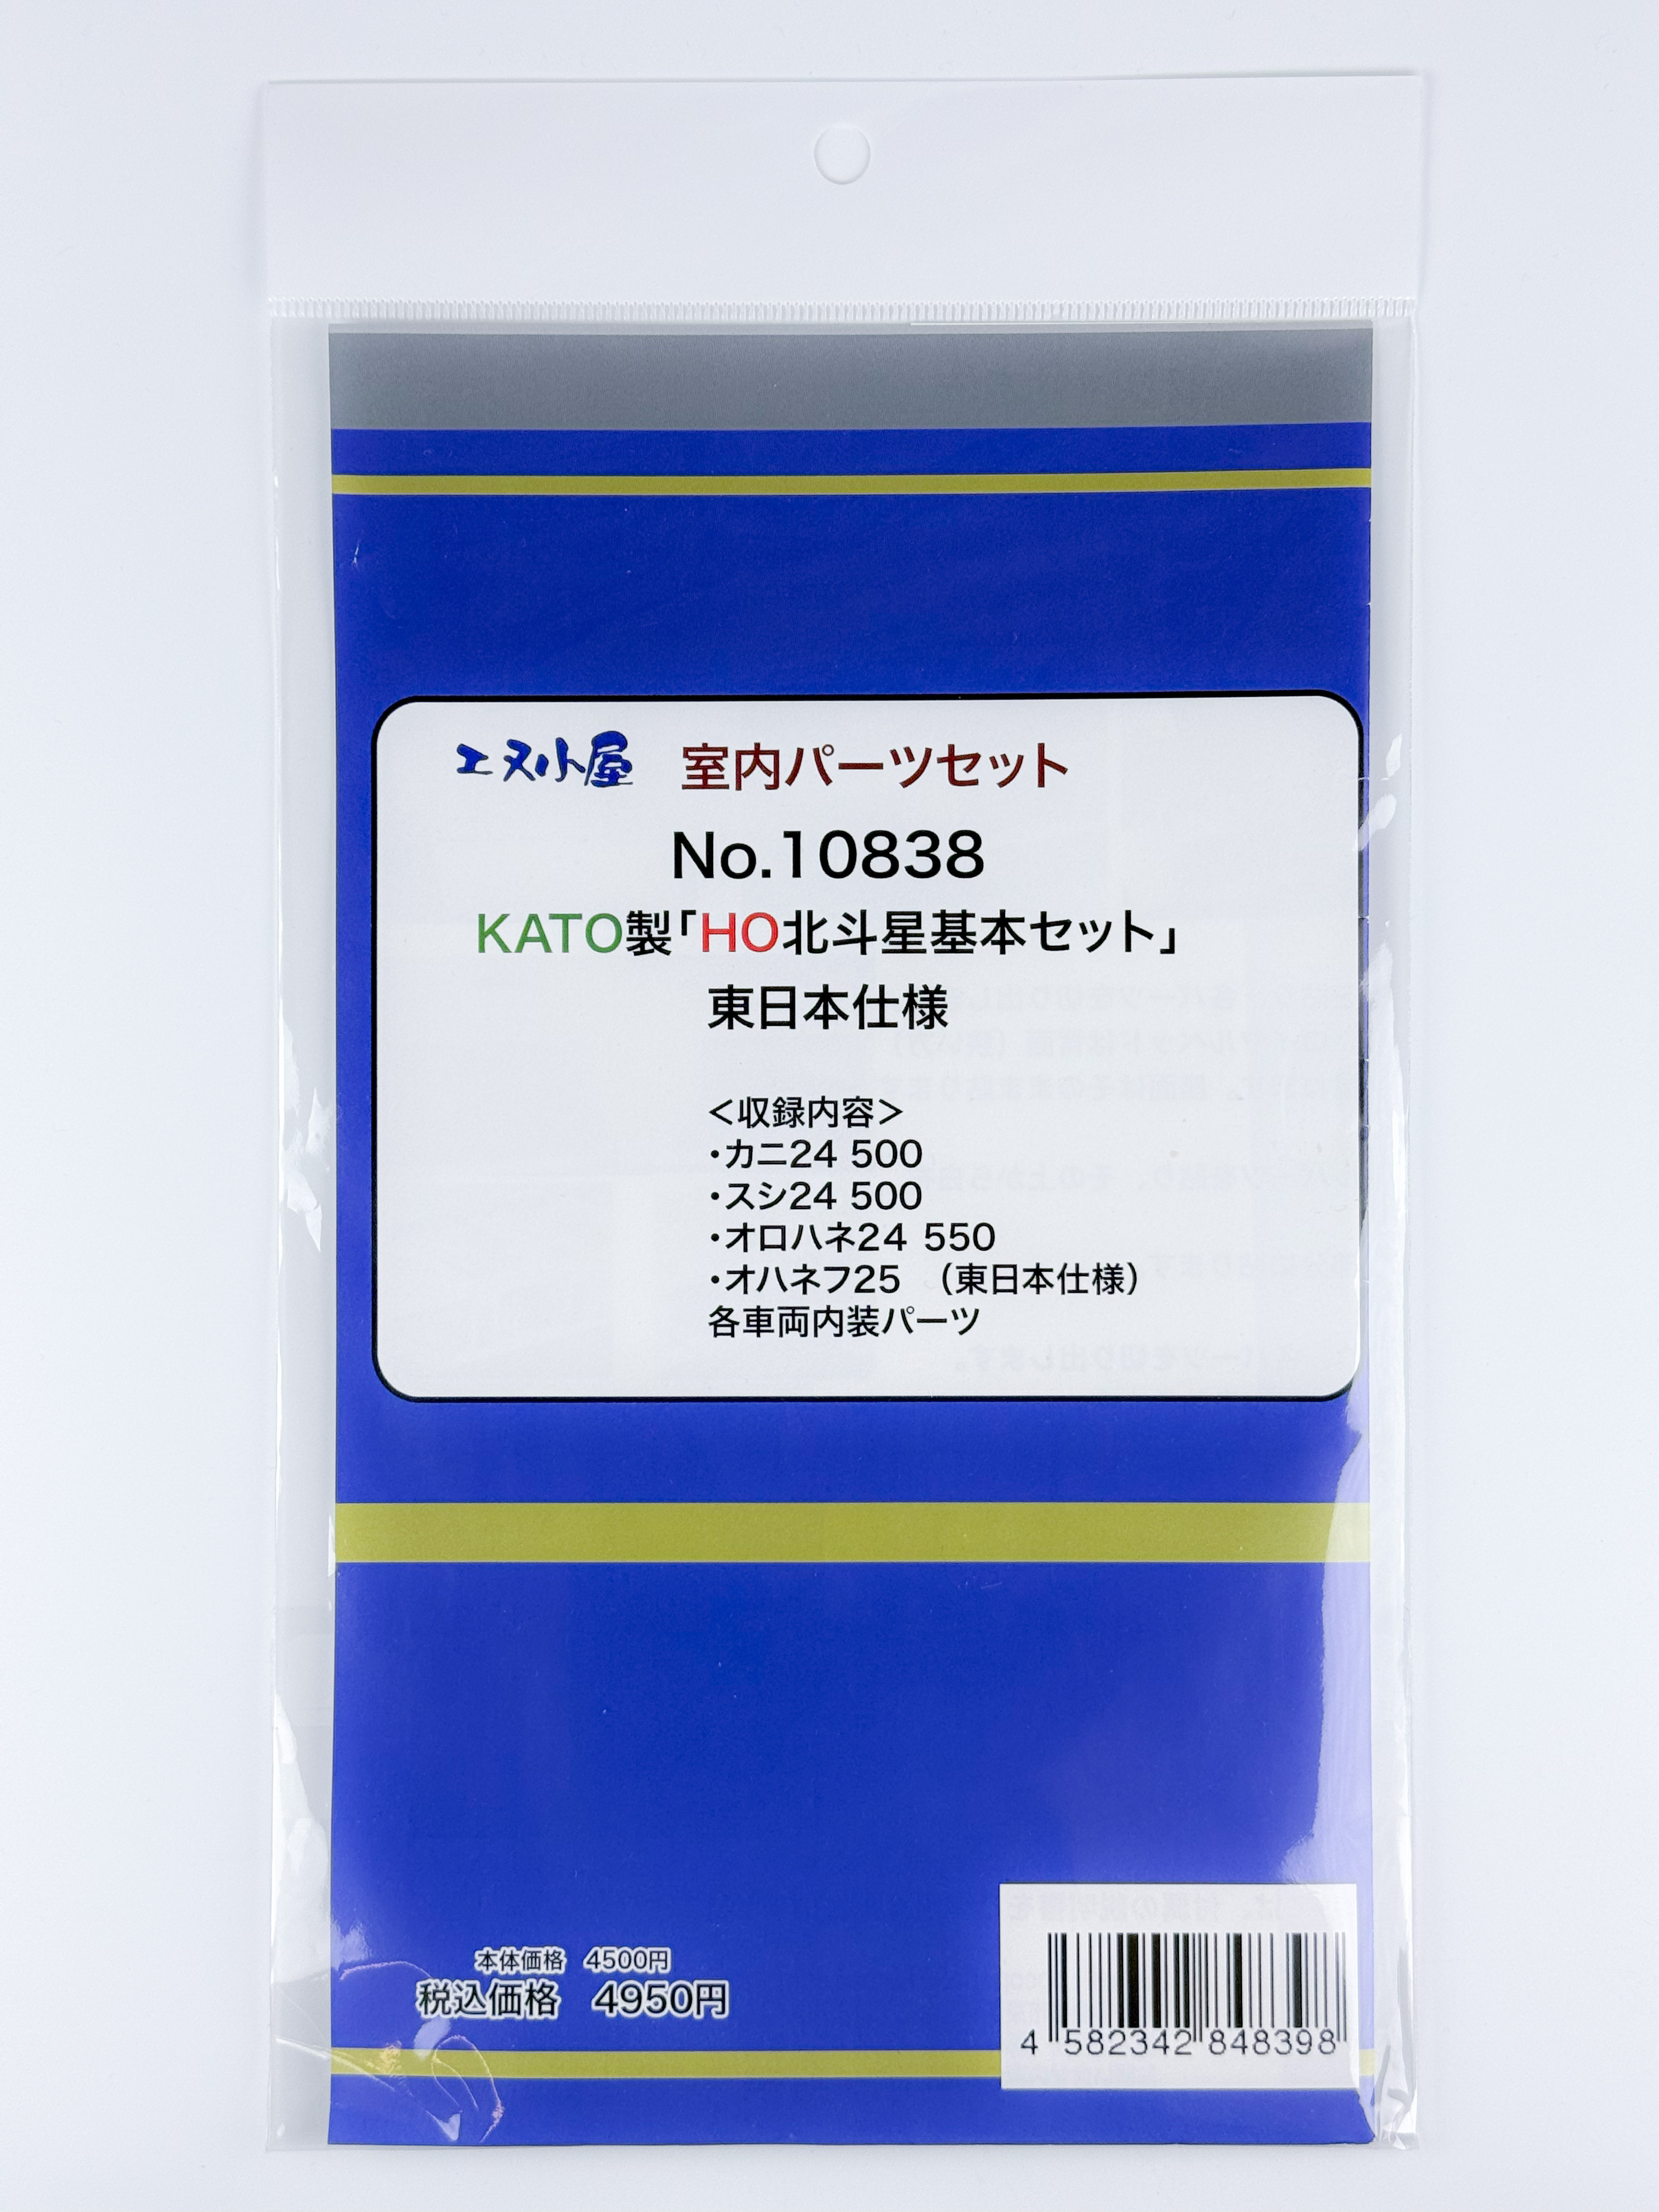 エヌ小屋 室内パーツセット
No.10838
KATO製「HO北斗星基本セット」
東日本仕様
＜収録内容＞
・カニ24 500
・スシ24 500
・オロハネ24 550
・オハネフ25 （東日本仕様）
各車両内装パーツ
本体価格 4500円
税込価格 4950円
4 582342 848398